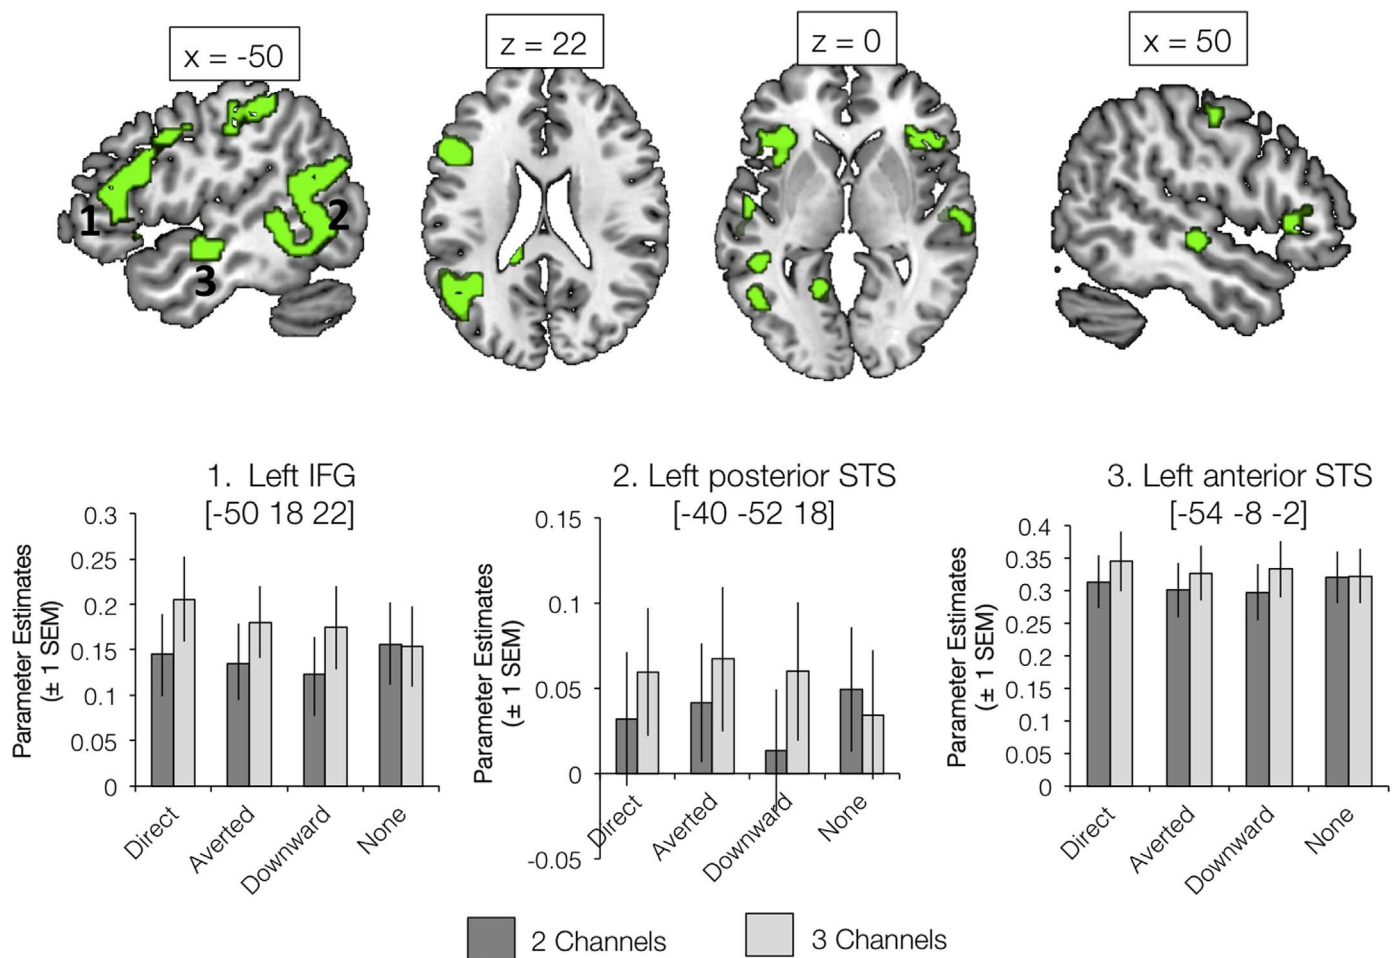 x = -50
z = 22
z = 0
x = 50
1
2
3
1. Left IFG
[-50 18 22]
Parameter Estimates
(± 1 SEM)
0.3
0.25
0.2
0.15
0.1
0.05
0
Direct
Averted
Downward
None
2. Left posterior STS
[-40 -52 18]
Parameter Estimates
(± 1 SEM)
0.15
0.1
0.05
0
-0.05
Direct
Averted
Downward
None
3. Left anterior STS
[-54 -8 -2]
Parameter Estimates
(± 1 SEM)
0.4
0.35
0.3
0.25
0.2
0.15
0.1
0.05
0
Direct
Averted
Downward
None
2 Channels
3 Channels